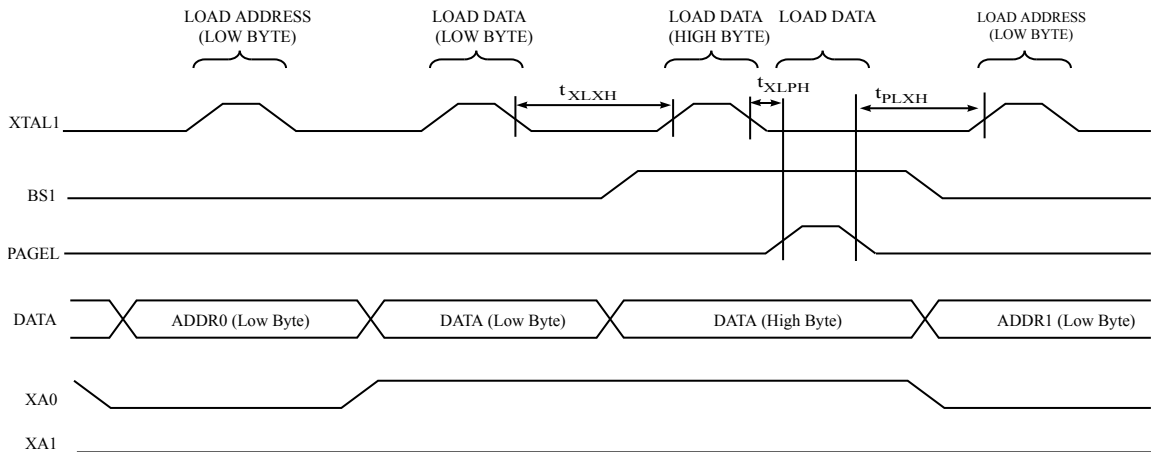 LOAD ADDRESS
(LOW BYTE)
LOAD DATA
(LOW BYTE)
LOAD DATA
(HIGH BYTE)
LOAD DATA
LOAD ADDRESS
(LOW BYTE)
tXLXH
tXLPH
tPLXH
XTAL1
BS1
PAGEL
DATA
ADDR0 (Low Byte)
DATA (Low Byte)
DATA (High Byte)
ADDR1 (Low Byte)
XA0
XA1